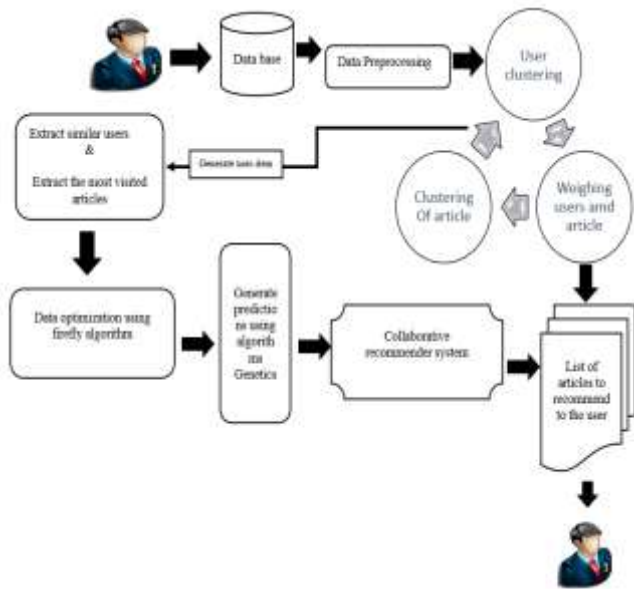 Data base
Data Preprocessing
User
clustering
Extract similar users
&
Extract the most visited
articles
Generate user data
Clustering
Of article
Weighing
users amd
article
Data optimization using
firefly algorithm
Generate
predictio
ns using
algorith
ms
Genetics
Collaborative
recommender system
List of
articles to
recommend
to the user